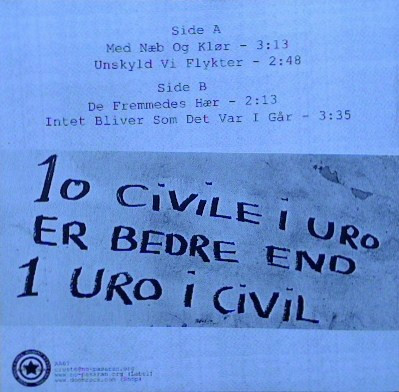 Side A
Med Næb Og Klør - 3:13
Unskyld Vi Flykter - 2:48
Side B
De Fremmedes Hær - 2:13
Intet Bliver Som Det Var I Går - 3:35
10 CIVILE I URO
ER BEDRE END
1 URO I CIVIL